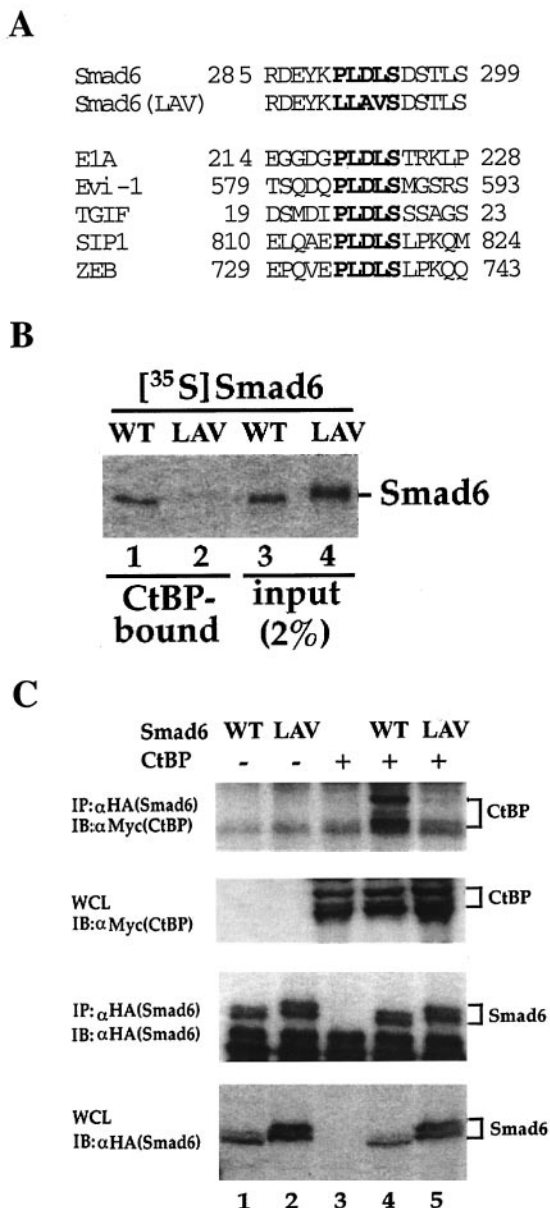 A
Smad6 285 RDEYKPLDLSDSTLS 299
Smad6(LAV) RDEYKLLAVSDSTLS
E1A 214 EGGDGPLDLSTRKLP 228
Evi-1 579 TSQDQPLDLSMGSRS 593
TGIF 19 DSMDIPLDLSSSAGS 23
SIP1 810 ELQAEPLDLSLPKQM 824
ZEB 729 EPQVEPLDLSLPKQQ 743
B
[35S]Smad6
WT LAV WT LAV
Smad6
1 2 3 4
CtBP-bound input (2%)
C
Smad6 WT LAV WT LAV
CtBP - - + + +
IP:αHA(Smad6)
IB:αMyc(CtBP)
CtBP
WCL
IB:αMyc(CtBP)
CtBP
IP:αHA(Smad6)
IB:αHA(Smad6)
Smad6
WCL
IB:αHA(Smad6)
Smad6
1 2 3 4 5